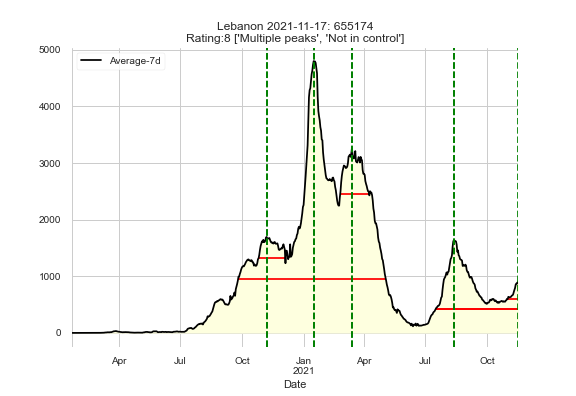 Lebanon 2021-11-17: 655174
Rating:8 ['Multiple peaks', 'Not in control']
5000
Average-7d
4000
3000
2000
1000
0
Apr Jul Oct Jan Apr Jul Oct
2021
Date